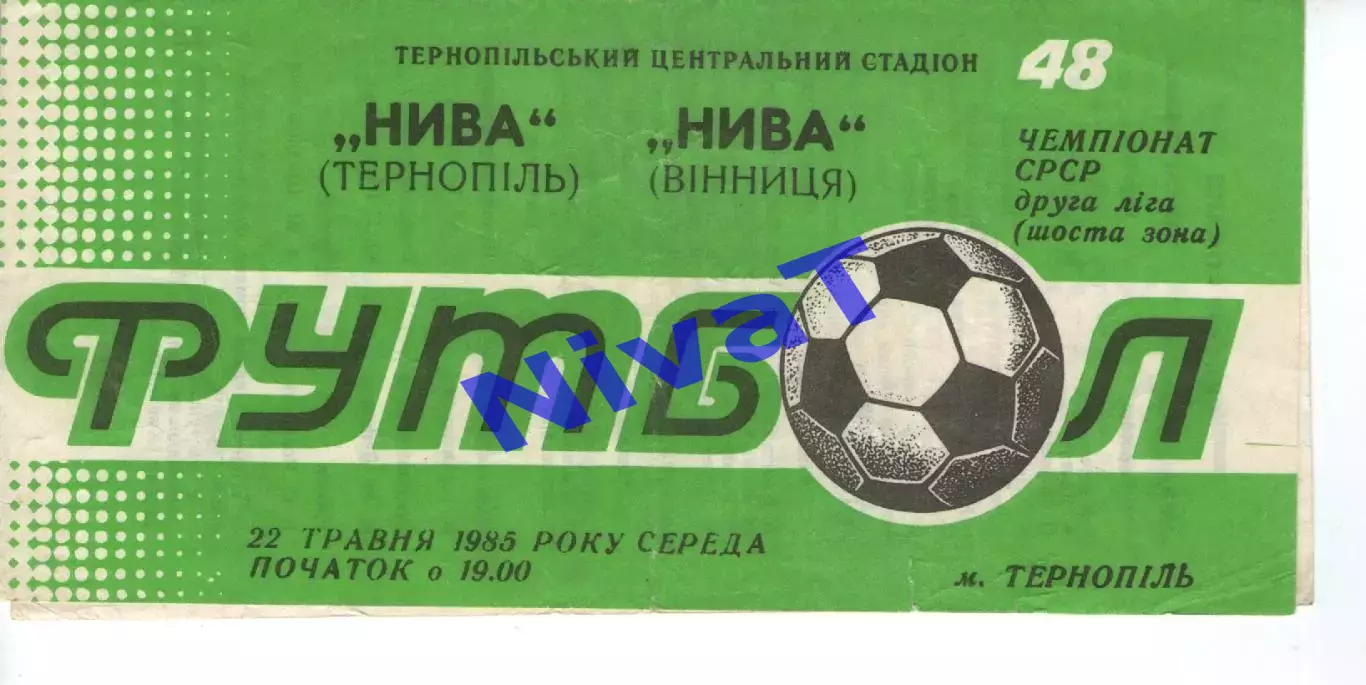 ТЕРНОПІЛЬСЬКИЙ ЦЕНТРАЛЬНИЙ СТАДІОН
48
„НИВА“ „НИВА“
(ТЕРНОПІЛЬ) (ВІННИЦЯ)
ЧЕМПІОНАТ
СРСР
друга ліга
(шоста зона)
ФУТБОЛ
NivaT
22 ТРАВНЯ 1985 РОКУ СЕРЕДА
ПОЧАТОК о 19.00
м. ТЕРНОПІЛЬ